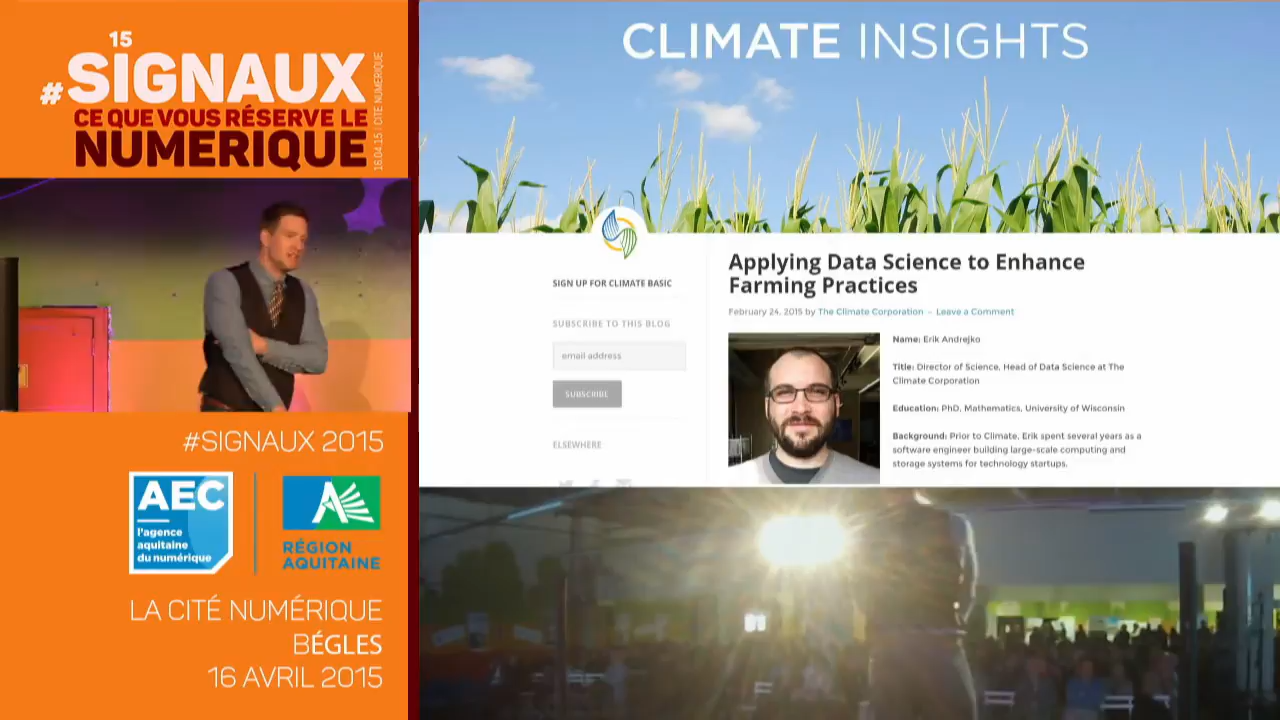 15
#SIGNAUX
CE QUE VOUS RÉSERVE LE
NUMERIQUE
16.04.15 / CITÉ NUMÉRIQUE
#SIGNAUX 2015
AEC
l'agence
aquitaine
du numérique
RÉGION
AQUITAINE
LA CITÉ NUMÉRIQUE
BÉGLES
16 AVRIL 2015
CLIMATE INSIGHTS
SIGN UP FOR CLIMATE BASIC
SUBSCRIBE TO THIS BLOG
email address
SUBSCRIBE
ELSEWHERE
Applying Data Science to Enhance
Farming Practices
February 24, 2015 by The Climate Corporation – Leave a Comment
Name: Erik Andrejko
Title: Director of Science, Head of Data Science at The
Climate Corporation
Education: PhD, Mathematics, University of Wisconsin
Background: Prior to Climate, Erik spent several years as a
software engineer building large-scale computing and
storage systems for technology startups.